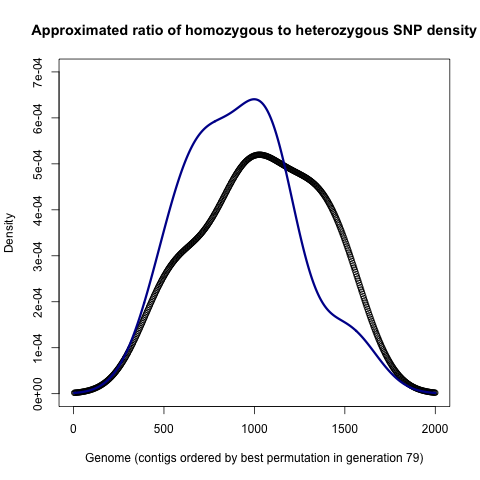 Approximated ratio of homozygous to heterozygous SNP density
7e-04
6e-04
5e-04
4e-04
3e-04
2e-04
1e-04
0e+00
Density
0 500 1000 1500 2000
Genome (contigs ordered by best permutation in generation 79)